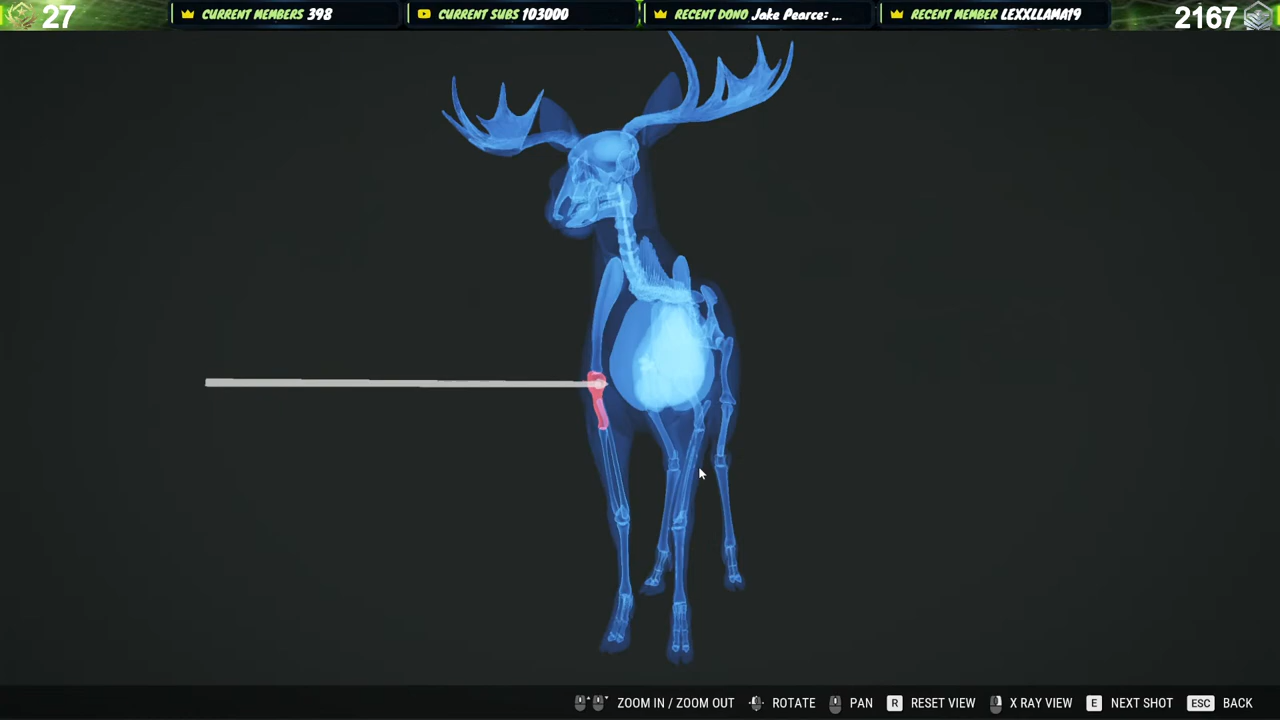 27
CURRENT MEMBERS 398
CURRENT SUBS 103000
RECENT DONO Jake Pearce: ...
RECENT MEMBER LEXXLLAMA19
2167
ZOOM IN / ZOOM OUT
ROTATE
PAN
R RESET VIEW
X RAY VIEW
E NEXT SHOT
ESC BACK